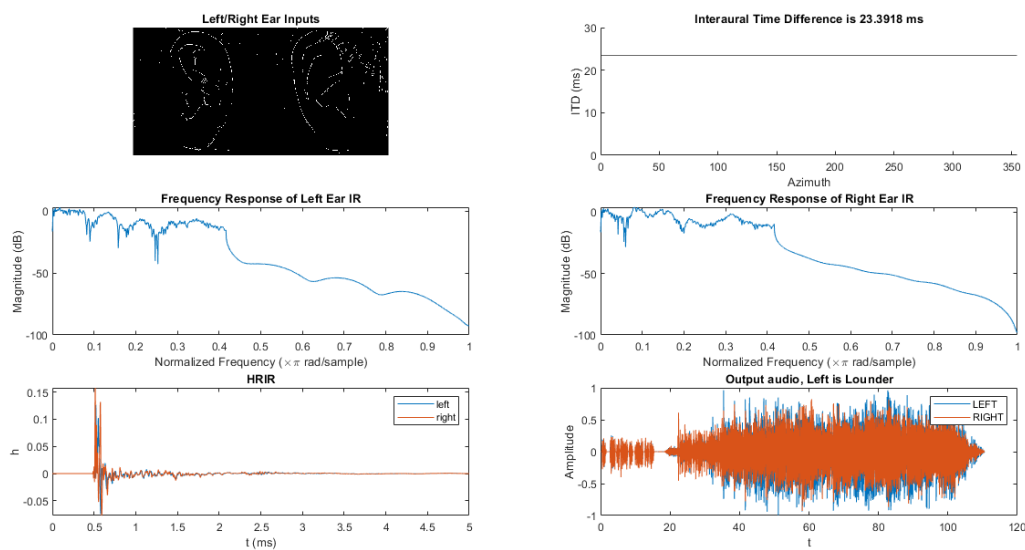 Left/Right Ear Inputs
Interaural Time Difference is 23.3918 ms
30
20
10
0
ITD (ms)
0 50 100 150 200 250 300 350
Azimuth
Frequency Response of Left Ear IR
0
-50
-100
Magnitude (dB)
0 0.1 0.2 0.3 0.4 0.5 0.6 0.7 0.8 0.9 1
Normalized Frequency (×π rad/sample)
Frequency Response of Right Ear IR
0
-50
-100
Magnitude (dB)
0 0.1 0.2 0.3 0.4 0.5 0.6 0.7 0.8 0.9 1
Normalized Frequency (×π rad/sample)
HRIR
0.15
0.1
0.05
0
-0.05
h
left
right
0 0.5 1 1.5 2 2.5 3 3.5 4 4.5 5
t (ms)
Output audio, Left is Lounder
1
0.5
0
-0.5
-1
Amplitude
LEFT
RIGHT
0 20 40 60 80 100 120
t